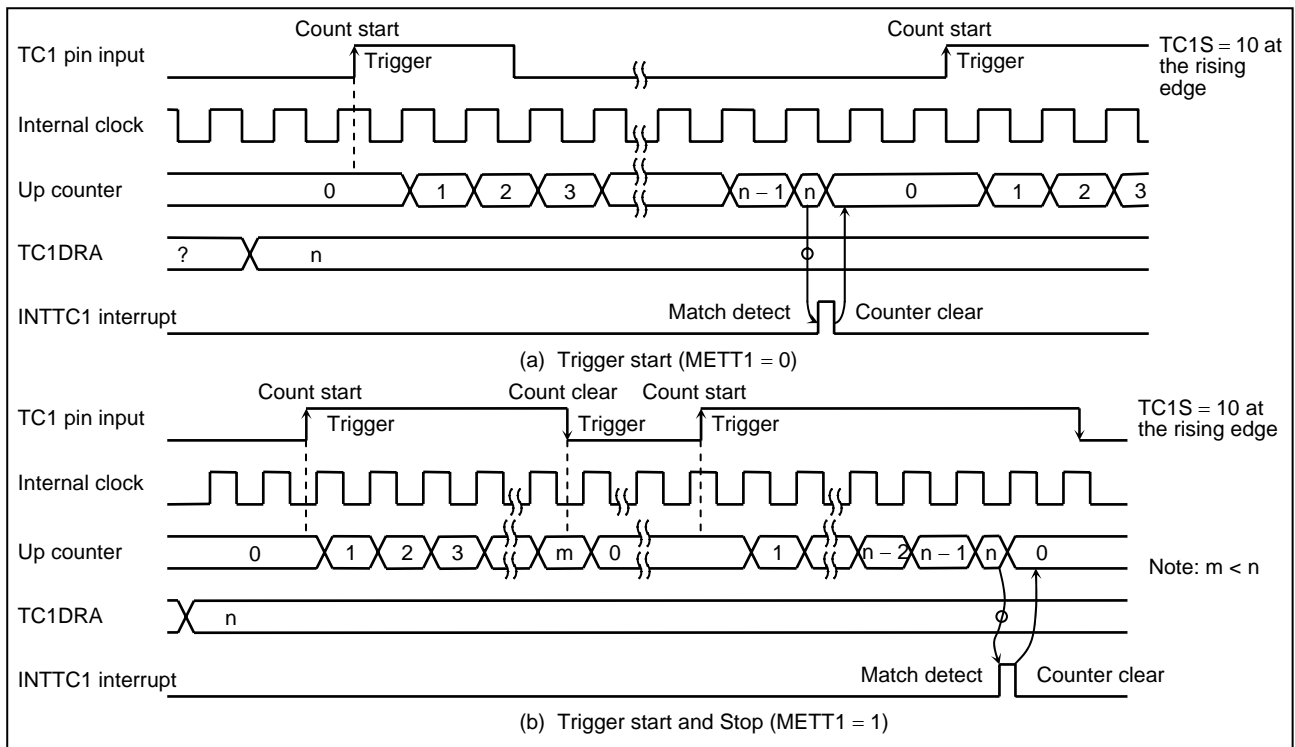 Count start Count start
TC1 pin input Trigger Trigger TC1S = 10 at
the rising
edge
Internal clock
Up counter 0 1 2 3 n − 1 n 0 1 2 3
TC1DRA ? n
INTTC1 interrupt Match detect Counter clear
(a) Trigger start (METT1 = 0)
Count start Count clear Count start
TC1 pin input Trigger Trigger Trigger TC1S = 10 at
the rising edge
Internal clock
Up counter 0 1 2 3 m 0 1 n − 2 n − 1 n 0
Note: m < n
TC1DRA n
INTTC1 interrupt Match detect Counter clear
(b) Trigger start and Stop (METT1 = 1)